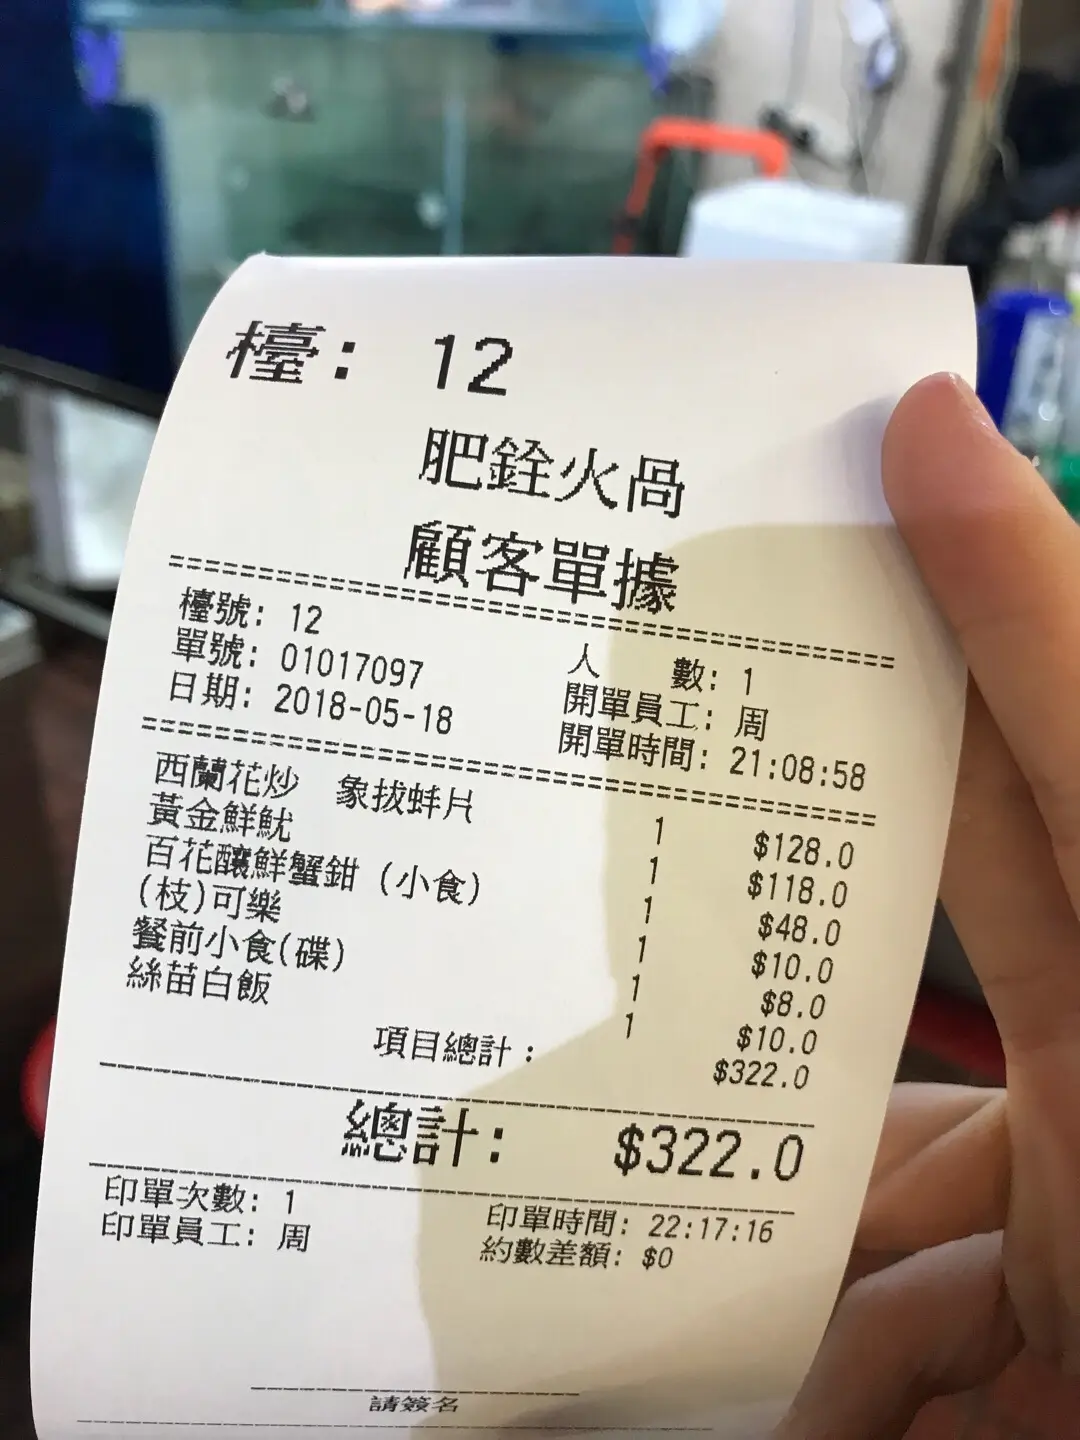 檯: 12
肥銓火咼
顧客單據
檯號: 12
人 數: 1
單號: 01017097
開單員工: 周
日期: 2018-05-18
開單時間: 21:08:58
西蘭花炒 象拔蚌片 1 $128.0
黃金鮮魷 1 $118.0
百花釀鮮蟹鉗 (小食) 1 $48.0
(枝)可樂 1 $10.0
餐前小食(碟) 1 $8.0
絲苗白飯 1 $10.0
項目總計: $322.0
總計: $322.0
印單次數: 1
印單時間: 22:17:16
印單員工: 周
約數差額: $0
請簽名